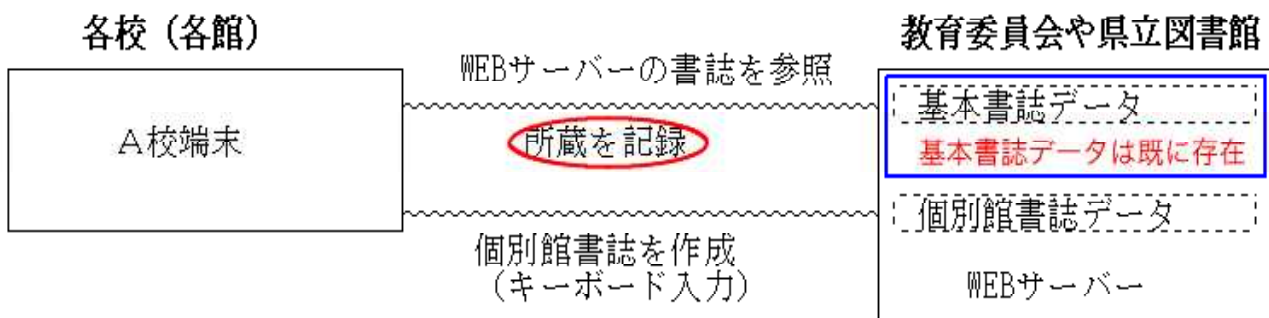 各校（各館）
教育委員会や県立図書館
WEBサーバーの書誌を参照
基本書誌データ
A校端末
所蔵を記録
基本書誌データは既に存在
個別館書誌データ
個別館書誌を作成
（キーボード入力）
WEBサーバー